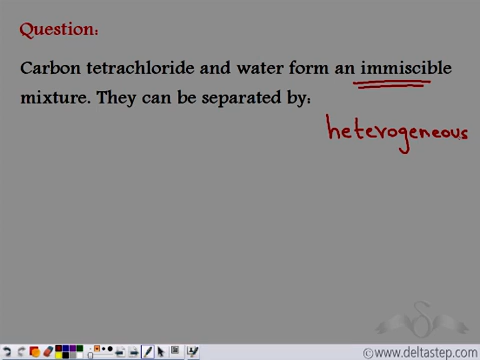 Question:
Carbon tetrachloride and water form an immiscible
mixture. They can be separated by:
heterogeneous
©www.deltastep.com